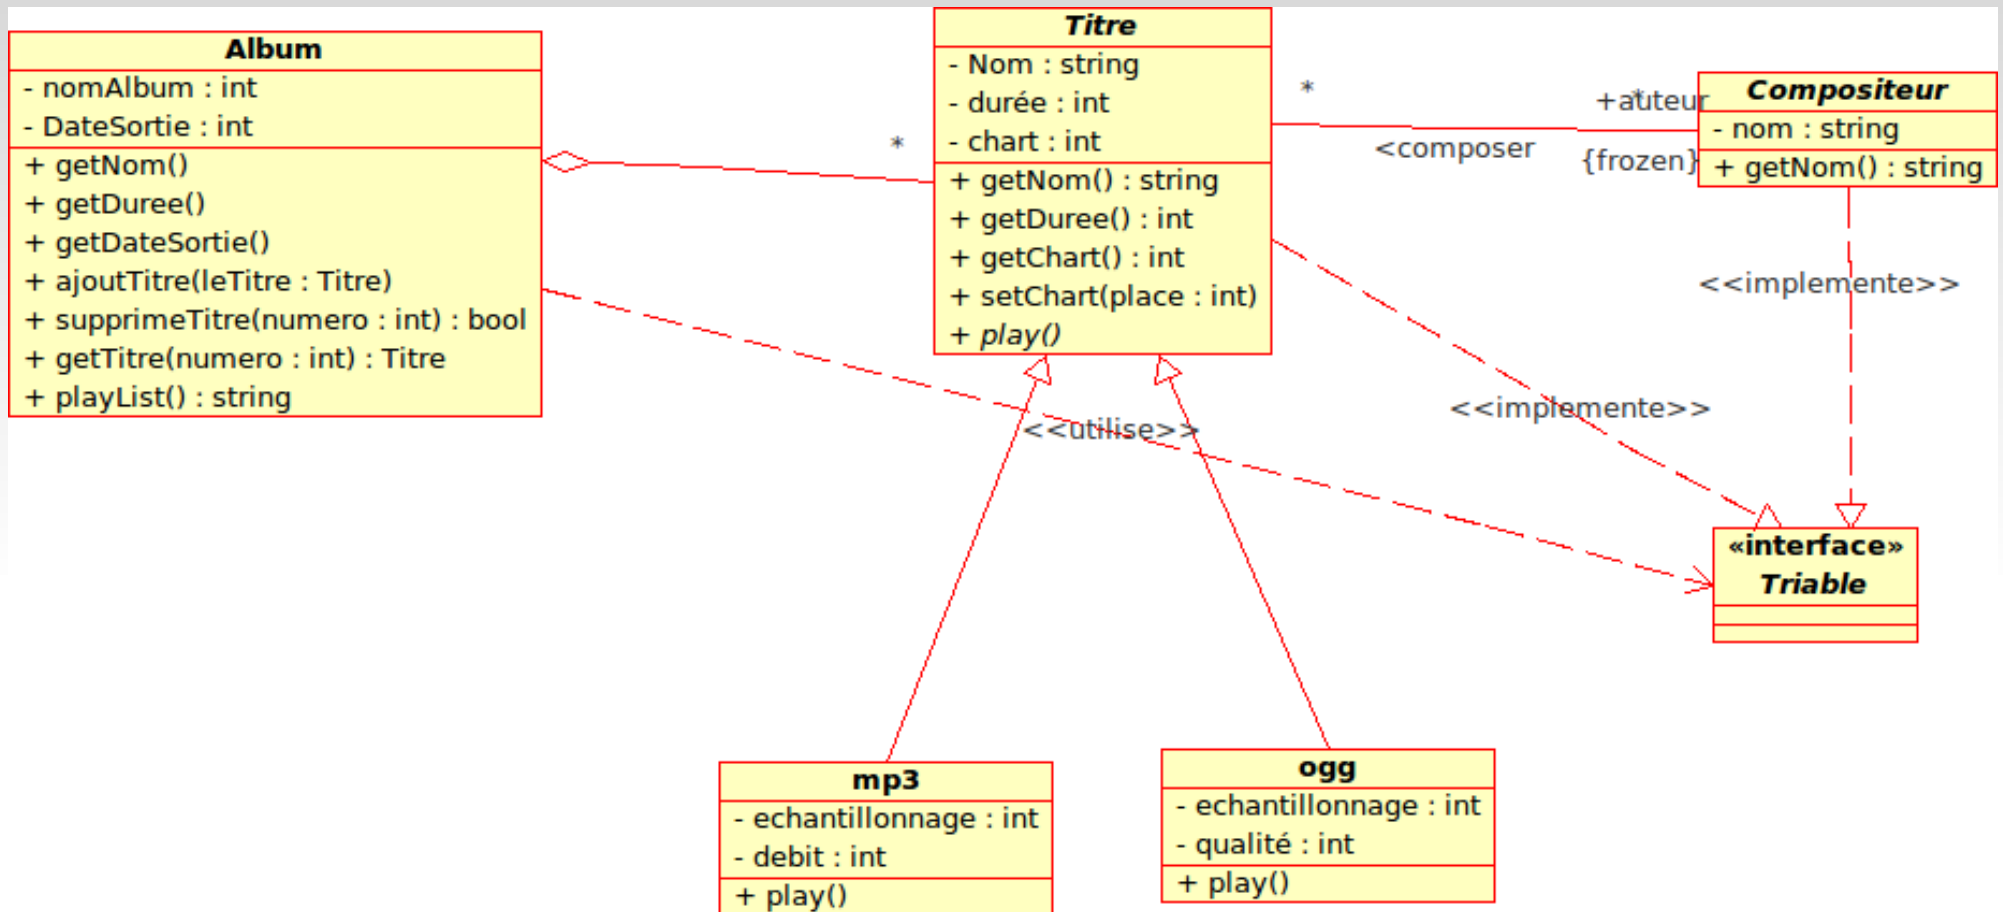 Album
- nomAlbum : int
- DateSortie : int
+ getNom()
+ getDuree()
+ getDateSortie()
+ ajoutTitre(leTitre : Titre)
+ supprimeTitre(numero : int) : bool
+ getTitre(numero : int) : Titre
+ playList() : string
*
Titre
- Nom : string
- durée : int
- chart : int
+ getNom() : string
+ getDuree() : int
+ getChart() : int
+ setChart(place : int)
+ play()
*
<composer
+auteur
*
{frozen}
Compositeur
- nom : string
+ getNom() : string
<<implemente>>
<<implemente>>
<<utilise>>
«interface»
Triable
mp3
- echantillonnage : int
- debit : int
+ play()
ogg
- echantillonnage : int
- qualité : int
+ play()